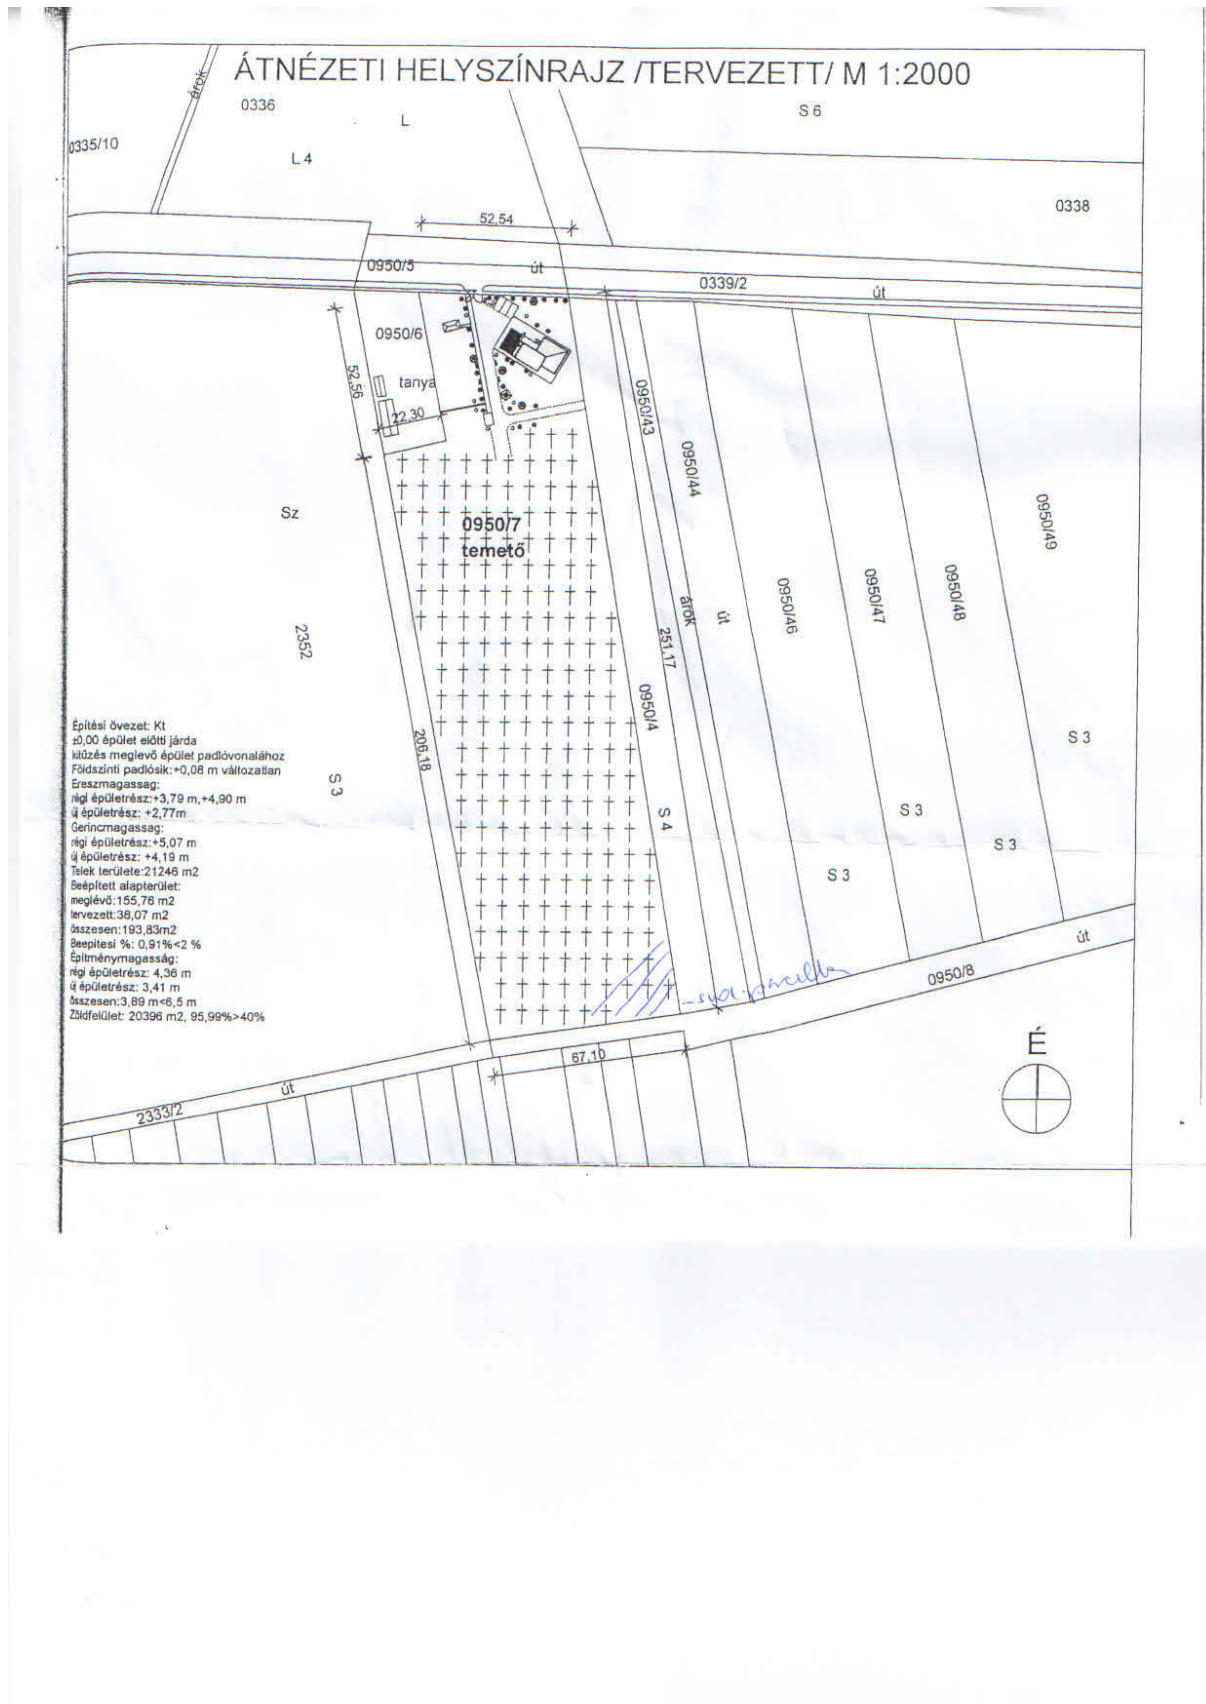 ÁTNÉZETI HELYSZÍNRAJZ /TERVEZETT/ M 1:2000
árok
0336
L
S 6
0335/10
L 4
0338
52,54
0950/5
út
0339/2
út
0950/6
tanya
52,56
22,30
0950/43
0950/44
0950/49
Sz
0950/7
temető
0950/46
0950/47
0950/48
árok
út
2352
251,17
0950/4
206,18
S 3
S 3
S 4
S 3
S 3
S 3
Építési övezet: Kt
±0,00 épület előtti járda
kitűzés meglevő épület padlóvonalához
Földszinti padlósik:+0,08 m változatlan
Ereszmagassag:
régi épületrész:+3,79 m,+4,90 m
új épületrész: +2,77m
Gerincmagassag:
régi épületrész:+5,07 m
új épületrész: +4,19 m
Telek területe:21246 m2
Beépített alapterület:
meglévő:155,76 m2
tervezett:38,07 m2
összesen:193,83m2
Beepitesi %: 0,91%<2 %
Építménymagasság:
régi épületrész: 4,36 m
új épületrész: 3,41 m
összesen:3,89 m<6,5 m
Zöldfelület: 20396 m2, 95,99%>40%
út
0950/8
67,10
É
út
2333/2